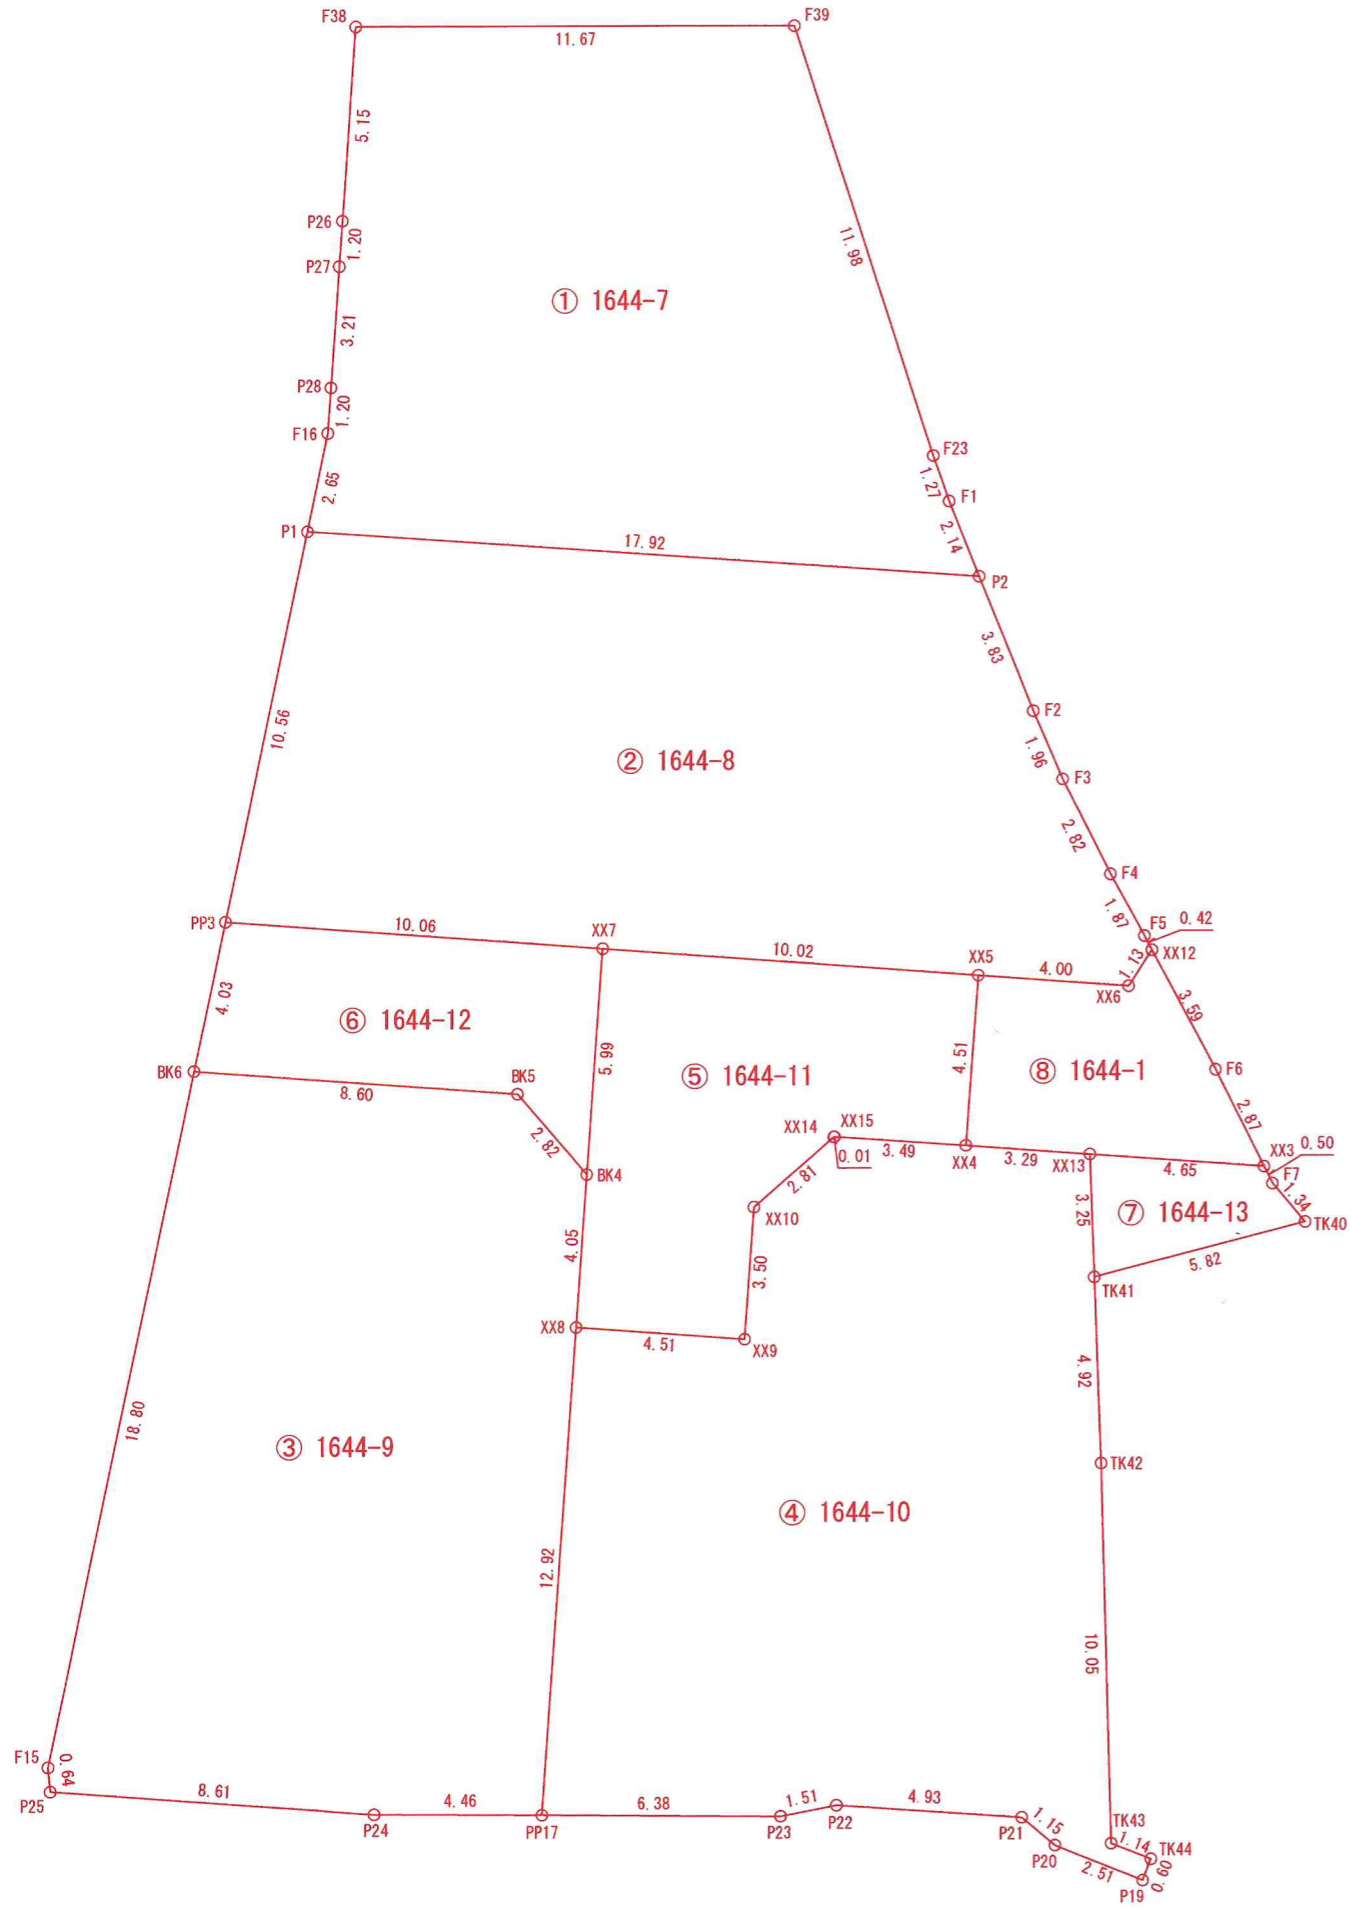 F38
F39
11.67
5.15
P26
1.20
P27
11.98
① 1644-7
3.21
P28
1.20
F16
F23
2.65
1.27
F1
P1
17.92
2.14
P2
3.83
10.56
F2
② 1644-8
1.96
F3
2.82
F4
1.87
F5
0.42
PP3
10.06
XX7
XX12
10.02
XX5
4.00
1.13
XX6
4.03
3.59
⑥ 1644-12
5.99
4.51
BK6
BK5
⑤ 1644-11
⑧ 1644-1
F6
8.60
2.87
2.82
XX14
XX15
0.01
3.49
XX4
3.29
XX13
4.65
XX3
0.50
F7
BK4
2.81
3.25
1.34
XX10
⑦ 1644-13
TK40
4.05
3.50
5.82
TK41
XX8
4.51
XX9
4.92
18.80
③ 1644-9
TK42
④ 1644-10
12.92
10.05
F15
0.64
P25
8.61
4.46
6.38
1.51
4.93
P24
PP17
P23
P22
P21
1.15
TK43
1.14
TK44
P20
2.51
0.60
P19